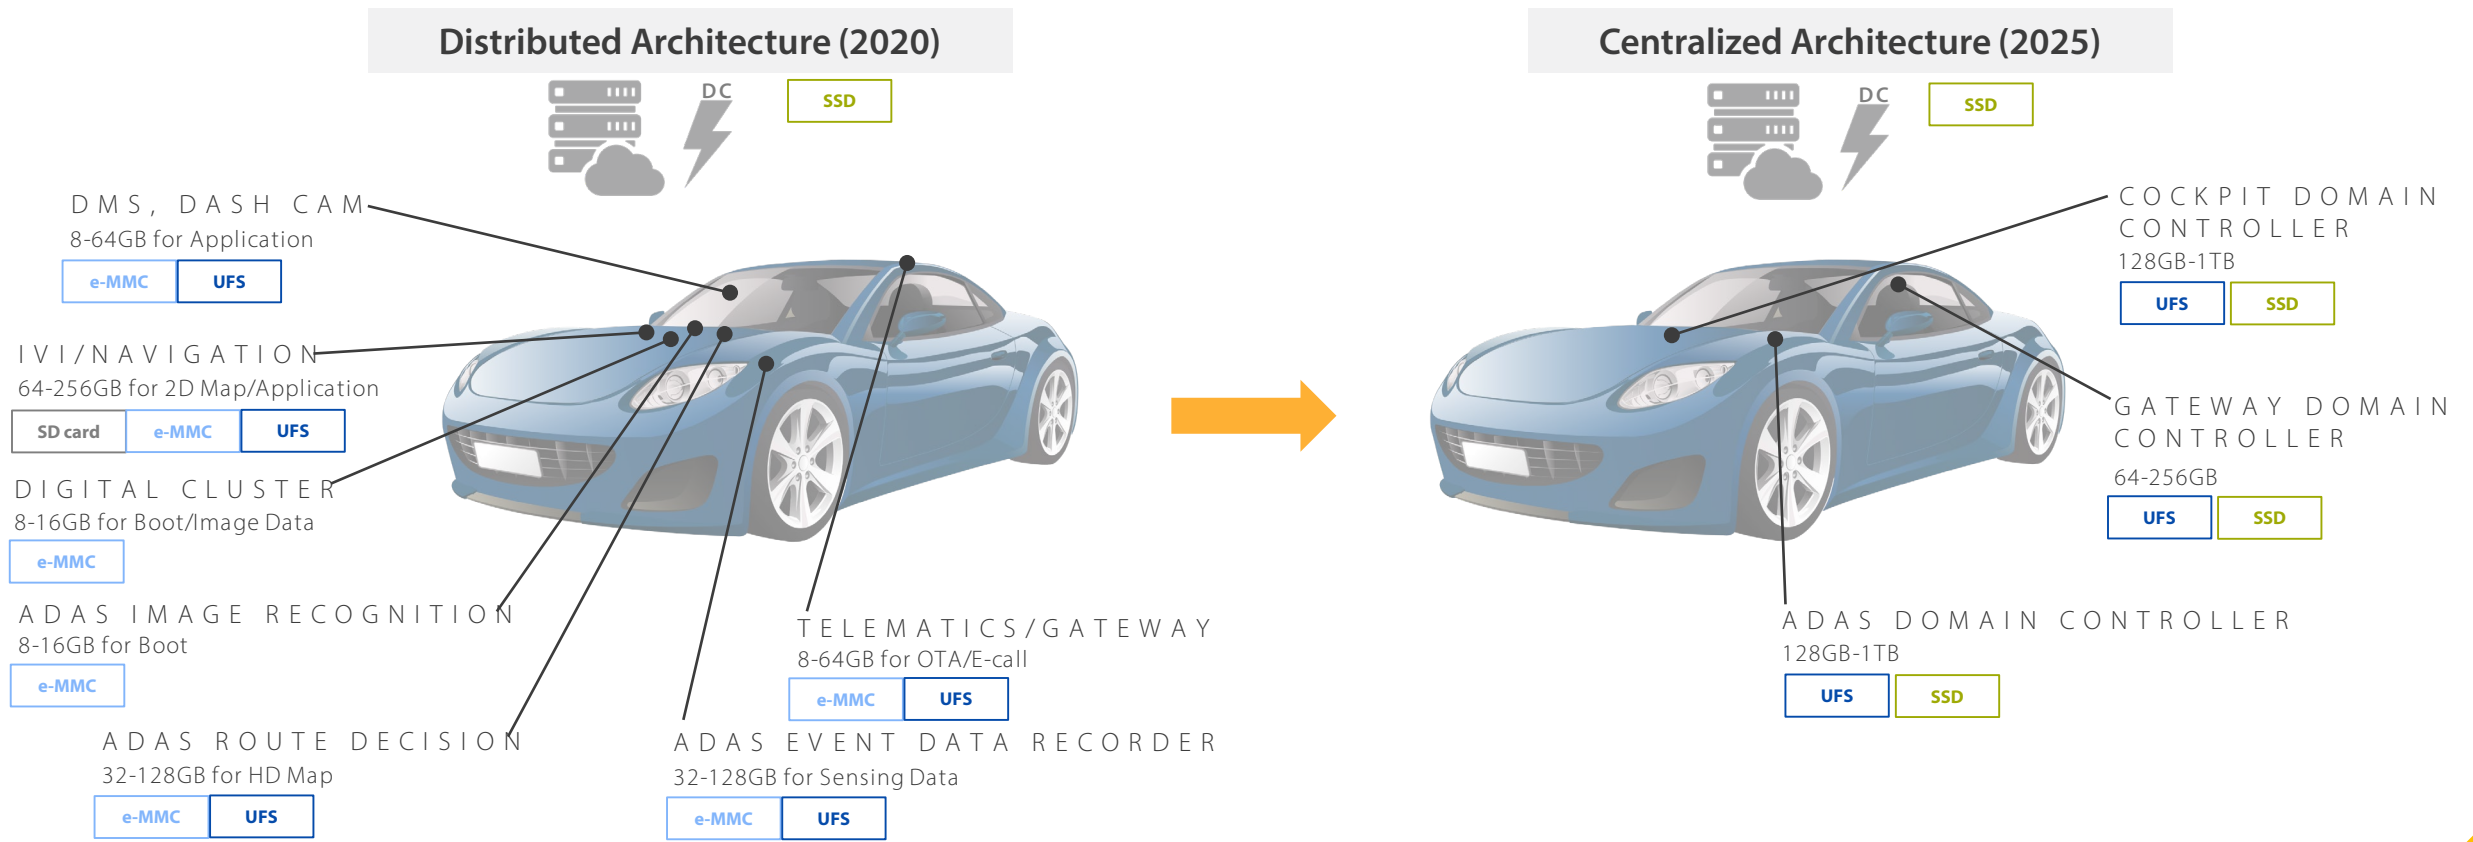 Distributed Architecture (2020)
DC
SSD
DMS, DASH CAM
8-64GB for Application
e-MMC UFS
IVI/NAVIGATION
64-256GB for 2D Map/Application
SD card e-MMC UFS
DIGITAL CLUSTER
8-16GB for Boot/Image Data
e-MMC
ADAS IMAGE RECOGNITION
8-16GB for Boot
e-MMC
ADAS ROUTE DECISION
32-128GB for HD Map
e-MMC UFS
TELEMATICS/GATEWAY
8-64GB for OTA/E-call
e-MMC UFS
ADAS EVENT DATA RECORDER
32-128GB for Sensing Data
e-MMC UFS
Centralized Architecture (2025)
DC
SSD
COCKPIT DOMAIN
CONTROLLER
128GB-1TB
UFS SSD
GATEWAY DOMAIN
CONTROLLER
64-256GB
UFS SSD
ADAS DOMAIN CONTROLLER
128GB-1TB
UFS SSD